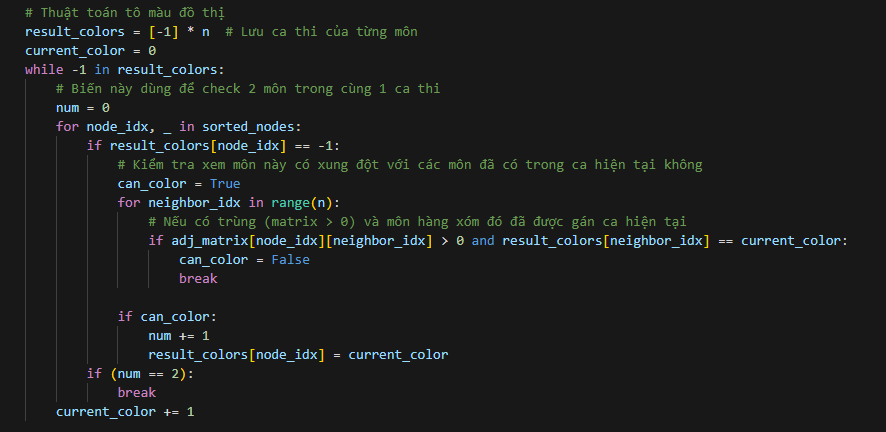 # Thuật toán tô màu đồ thị
result_colors = [-1] * n  # Lưu ca thi của từng môn
current_color = 0
while -1 in result_colors:
    # Biến này dùng để check 2 môn trong cùng 1 ca thi
    num = 0
    for node_idx, _ in sorted_nodes:
        if result_colors[node_idx] == -1:
            # Kiểm tra xem môn này có xung đột với các môn đã có trong ca hiện tại không
            can_color = True
            for neighbor_idx in range(n):
                # Nếu có trùng (matrix > 0) và môn hàng xóm đó đã được gán ca hiện tại
                if adj_matrix[node_idx][neighbor_idx] > 0 and result_colors[neighbor_idx] == current_color:
                    can_color = False
                    break

            if can_color:
                num += 1
                result_colors[node_idx] = current_color
        if (num == 2):
            break
    current_color += 1